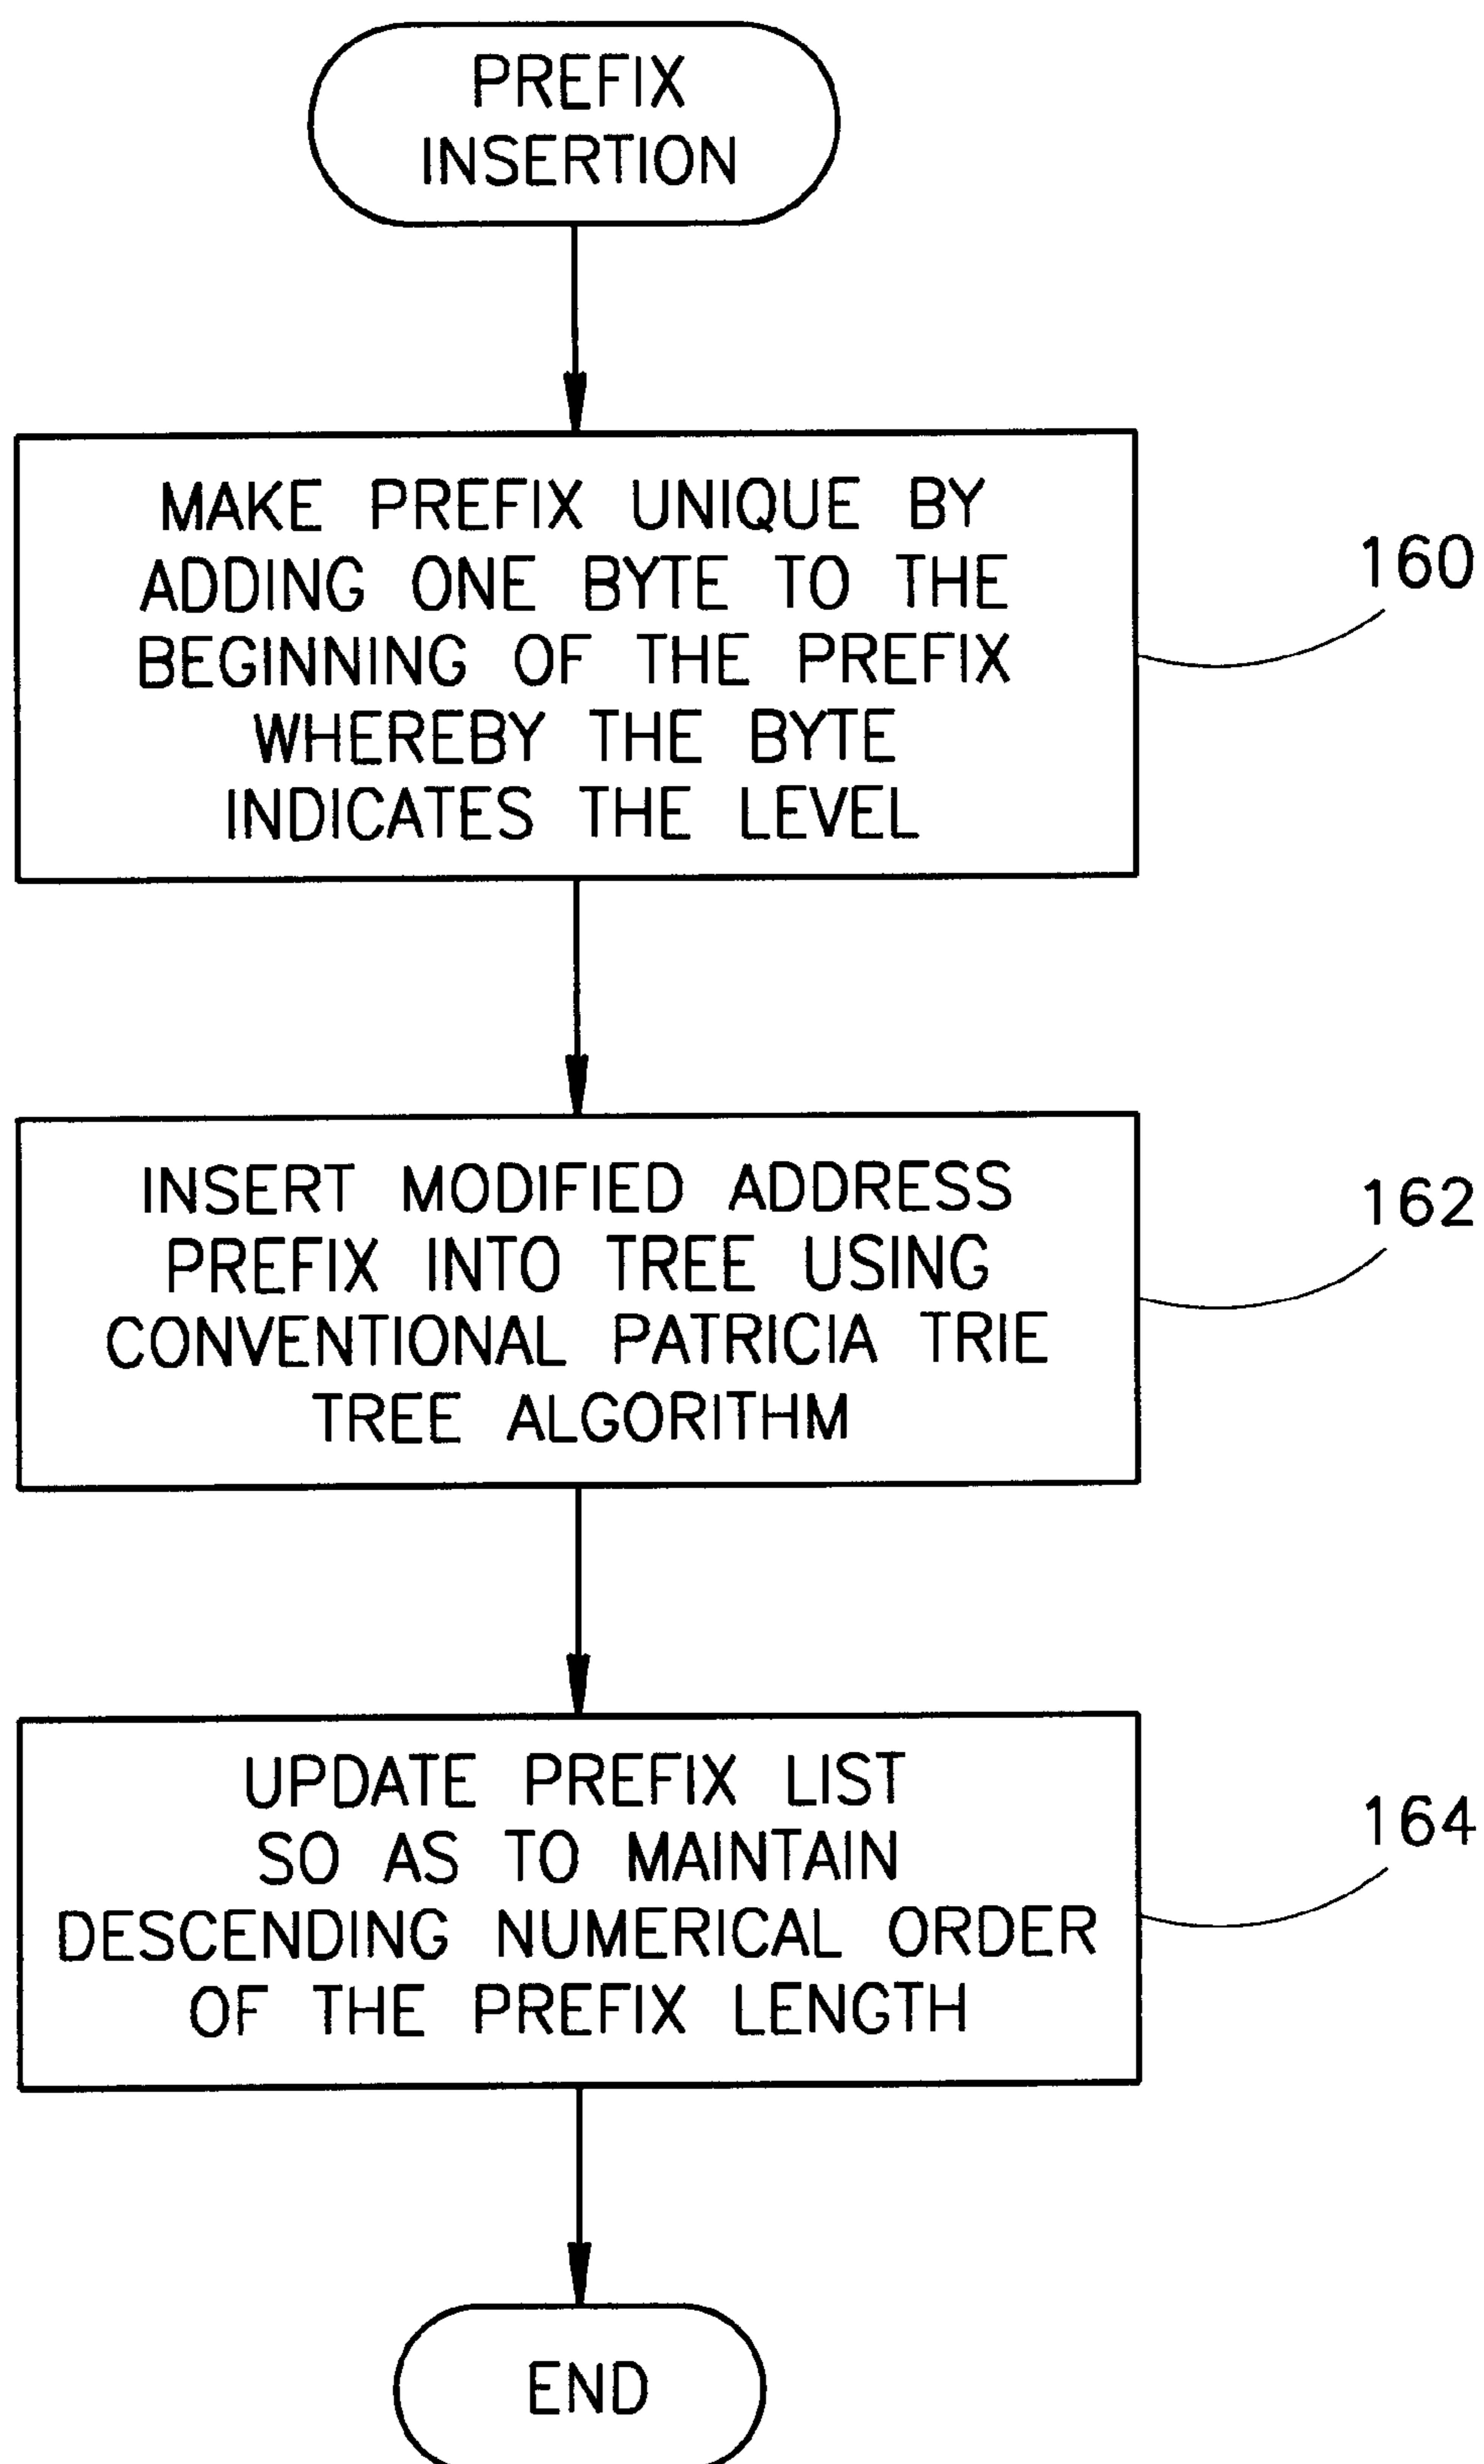 PREFIX
INSERTION
MAKE PREFIX UNIQUE BY
ADDING ONE BYTE TO THE
BEGINNING OF THE PREFIX
WHEREBY THE BYTE
INDICATES THE LEVEL
160
INSERT MODIFIED ADDRESS
PREFIX INTO TREE USING
CONVENTIONAL PATRICIA TRIE
TREE ALGORITHM
162
UPDATE PREFIX LIST
SO AS TO MAINTAIN
DESCENDING NUMERICAL ORDER
OF THE PREFIX LENGTH
164
END